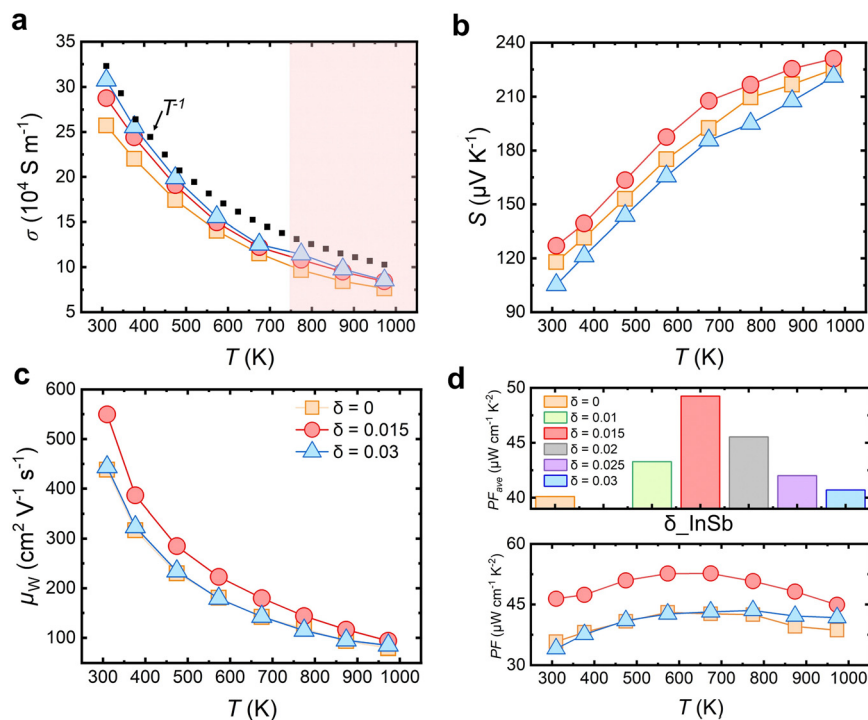 a
35
30
25
20
15
10
5
σ (10⁴ S m⁻¹)
T⁻¹
300 400 500 600 700 800 900 1000
T (K)
b
240
210
180
150
120
90
S (μV K⁻¹)
300 400 500 600 700 800 900 1000
T (K)
c
600
500
400
300
200
100
μ_W (cm² V⁻¹ s⁻¹)
δ = 0
δ = 0.015
δ = 0.03
300 400 500 600 700 800 900 1000
T (K)
d
50
45
40
PF_ave (μW cm⁻¹ K⁻²)
δ = 0
δ = 0.01
δ = 0.015
δ = 0.02
δ = 0.025
δ = 0.03
δ_InSb
60
45
30
PF (μW cm⁻¹ K⁻²)
300 400 500 600 700 800 900 1000
T (K)